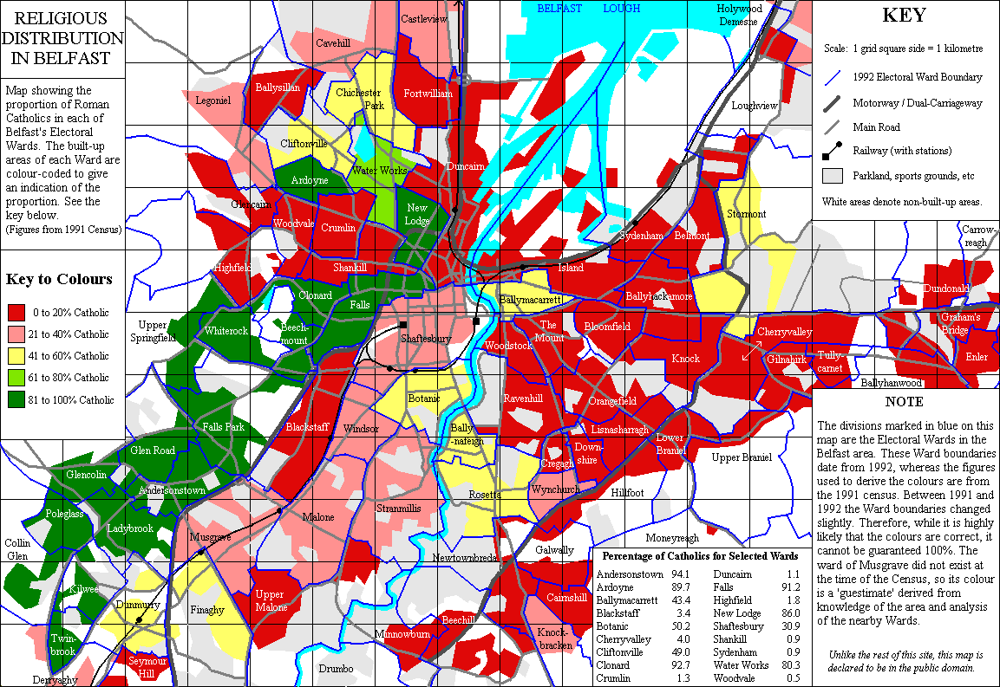 RELIGIOUS
DISTRIBUTION
IN BELFAST
Map showing the
proportion of Roman
Catholics in each of
Belfast's Electoral
Wards. The built-up
areas of each Ward are
colour-coded to give
an indication of the
proportion. See the
key below.
(Figures from 1991 Census)
Key to Colours
0 to 20% Catholic
21 to 40% Catholic
41 to 60% Catholic
61 to 80% Catholic
81 to 100% Catholic
BELFAST LOUGH
Castleview
Holywood
Demesne
Cavehill
Ballysillan
Legoniel
Chichester
Park
Fortwilliam
Loughview
Cliftonville
Water Works
Duncairn
Ardoyne
Glencairn
Woodvale
Crumlin
New
Lodge
Stormont
Sydenham
Belmont
Highfield
Shankill
Island
Clonard
Falls
Ballymacarrett
Ballyhackamore
Upper
Springfield
Whiterock
Beech-
mount
Shaftesbury
The
Mount
Bloomfield
Woodstock
Cherryvalley
Knock
Gilnahirk
Tully-
carnet
Carrow-
reagh
Dundonald
Graham's
Bridge
Enler
Ballyhanwood
Botanic
Ravenhill
Orangefield
Falls Park
Blackstaff
Windsor
Bally
-nafeigh
Lisnasharragh
Lower
Braniel
Glen Road
Down-
shire
Cregagh
Upper Braniel
Glencolin
Andersonstown
Rosetta
Wynchurch
Hillfoot
Poleglass
Ladybrook
Malone
Stranmillis
Musgrave
Collin
Glen
Newtownbreda
Galwally
Moneyreagh
Kilwee
Dunmurry
Finaghy
Upper
Malone
Cairnshill
Beechill
Twin-
brook
Minnowburn
Knock-
bracken
Seymour
Hill
Drumbo
Derryaghy
KEY
Scale: 1 grid square side = 1 kilometre
1992 Electoral Ward Boundary
Motorway / Dual-Carriageway
Main Road
Railway (with stations)
Parkland, sports grounds, etc
White areas denote non-built-up areas.
NOTE
The divisions marked in blue on this
map are the Electoral Wards in the
Belfast area. These Ward boundaries
date from 1992, whereas the figures
used to derive the colours are from
the 1991 census. Between 1991 and
1992 the Ward boundaries changed
slightly. Therefore, while it is highly
likely that the colours are correct, it
cannot be guaranteed 100%. The
ward of Musgrave did not exist at
the time of the Census, so its colour
is a 'guestimate' derived from
knowledge of the area and analysis
of the nearby Wards.
Unlike the rest of this site, this map is
declared to be in the public domain.
Percentage of Catholics for Selected Wards
Andersonstown 94.1 Duncairn 1.1
Ardoyne 89.7 Falls 91.2
Ballymacarrett 43.4 Highfield 1.8
Blackstaff 3.4 New Lodge 86.0
Botanic 50.2 Shaftesbury 30.9
Cherryvalley 4.0 Shankill 0.9
Cliftonville 49.0 Sydenham 0.9
Clonard 92.7 Water Works 80.3
Crumlin 1.3 Woodvale 0.5